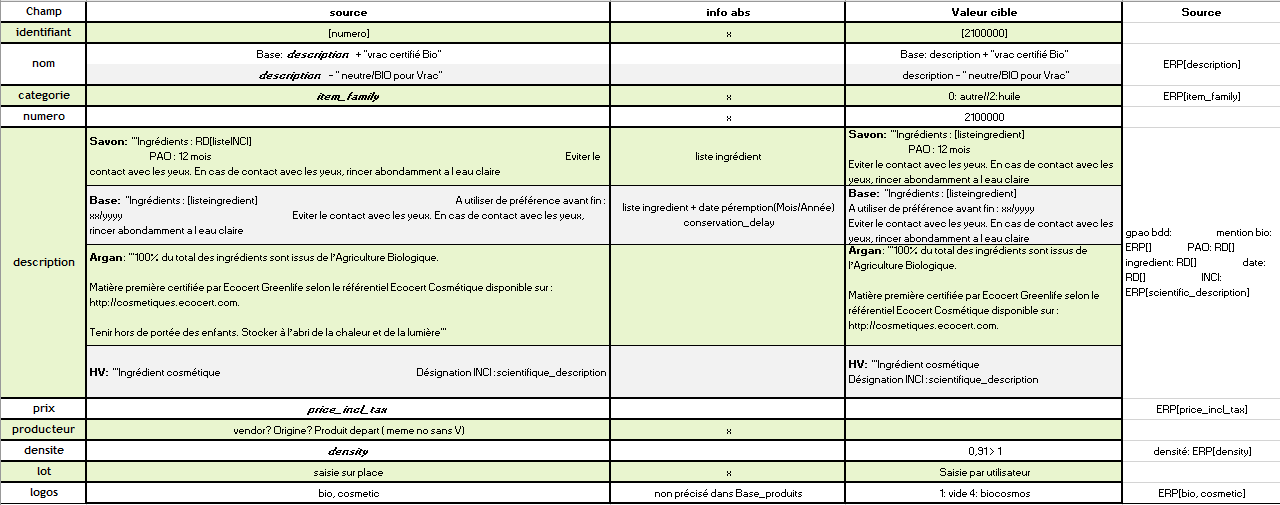 Champ source info abs Valeur cible Source
identifiant [numero] x [2100000]
nom Base: description + "vrac certifié Bio" Base: description + "vrac certifié Bio" ERP[description]
description - " neutre/BIO pour Vrac" description - " neutre/BIO pour Vrac"
categorie item_family x 0: autre//2:huile ERP[item_family]
numero x 2100000
description
Savon: "'Ingrédients : RD[listeINCI]
PAO : 12 mois Eviter le
contact avec les yeux. En cas de contact avec les yeux, rincer abondamment a l eau claire
liste ingrédient
Savon: "'Ingrédients : [listeingredient]
PAO : 12 mois
Eviter le contact avec les yeux. En cas de contact avec les
yeux, rincer abondamment a l eau claire
Base: "Ingrédients : [listeingredient] A utiliser de préférence avant fin :
xx/yyyy Eviter le contact avec les yeux. En cas de contact avec les yeux,
rincer abondamment a l eau claire
liste ingredient + date péremption(Mois/Année)
conservation_delay
Base: "Ingrédients : [listeingredient]
A utiliser de préférence avant fin : xx/yyyy
Eviter le contact avec les yeux. En cas de contact avec les
yeux, rincer abondamment a l eau claire
Argan: "'100% du total des ingrédients sont issus de l'Agriculture Biologique.
Matière première certifiée par Ecocert Greenlife selon le référentiel Ecocert Cosmétique disponible sur :
http://cosmetiques.ecocert.com.
Tenir hors de portée des enfants. Stocker à l'abri de la chaleur et de la lumière"'
Argan: "'100% du total des ingrédients sont issus de
l'Agriculture Biologique.
Matière première certifiée par Ecocert Greenlife selon le
référentiel Ecocert Cosmétique disponible sur :
http://cosmetiques.ecocert.com.
HV: "'Ingrédient cosmétique Désignation INCI :scientifique_description
HV: "'Ingrédient cosmétique
Désignation INCI :scientifique_description
gpao bdd: mention bio:
ERP[] PAO: RD[]
ingredient: RD[] date:
RD[] INCI:
ERP[scientific_description]
prix price_incl_tax ERP[price_incl_tax]
producteur vendor? Origine? Produit depart ( meme no sans V) x
densite density 0,91 > 1 densité: ERP[density]
lot saisie sur place x Saisie par utilisateur
logos bio, cosmetic non précisé dans Base_produits 1: vide 4: biocosmos ERP[bio, cosmetic]